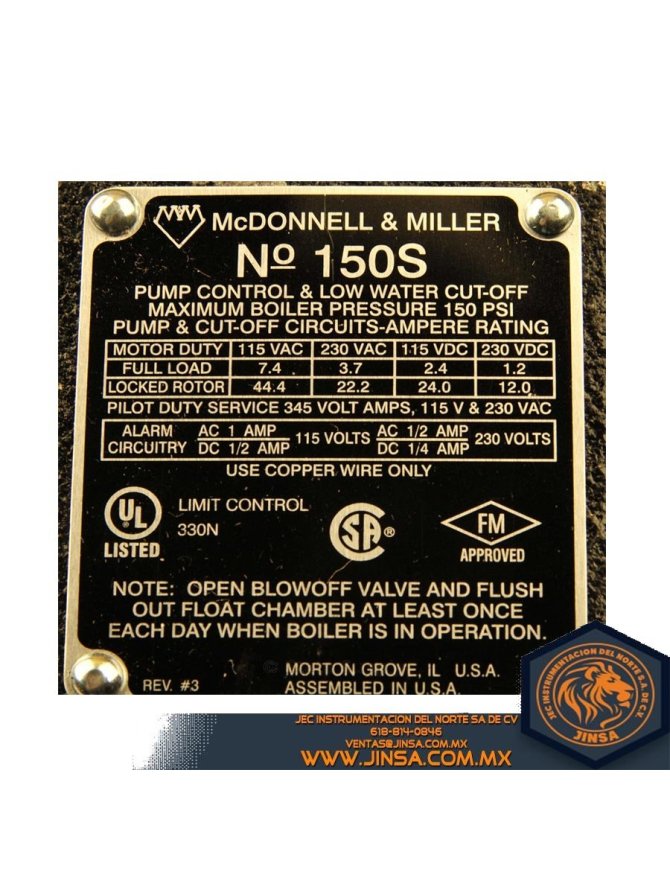 McDONNELL & MILLER
Nº 150S
PUMP CONTROL & LOW WATER CUT-OFF
MAXIMUM BOILER PRESSURE 150 PSI
PUMP & CUT-OFF CIRCUITS-AMPERE RATING
MOTOR DUTY 115 VAC 230 VAC 115 VDC 230 VDC
FULL LOAD 7.4 3.7 2.4 1.2
LOCKED ROTOR 44.4 22.2 24.0 12.0
PILOT DUTY SERVICE 345 VOLT AMPS, 115 V & 230 VAC
ALARM CIRCUITRY AC 1 AMP DC 1/2 AMP 115 VOLTS AC 1/2 AMP DC 1/4 AMP 230 VOLTS
USE COPPER WIRE ONLY
UL LISTED
LIMIT CONTROL
330N
SA ®
FM
APPROVED
NOTE: OPEN BLOWOFF VALVE AND FLUSH
OUT FLOAT CHAMBER AT LEAST ONCE
EACH DAY WHEN BOILER IS IN OPERATION.
© MORTON GROVE, IL U.S.A.
REV. #3 ASSEMBLED IN U.S.A.
JEC INSTRUMENTACION DEL NORTE S.A. DE C.V.
JINSA
JEC INSTRUMENTACION DEL NORTE SA DE CV
618-814-0846
VENTAS@JINSA.COM.MX
WWW.JINSA.COM.MX